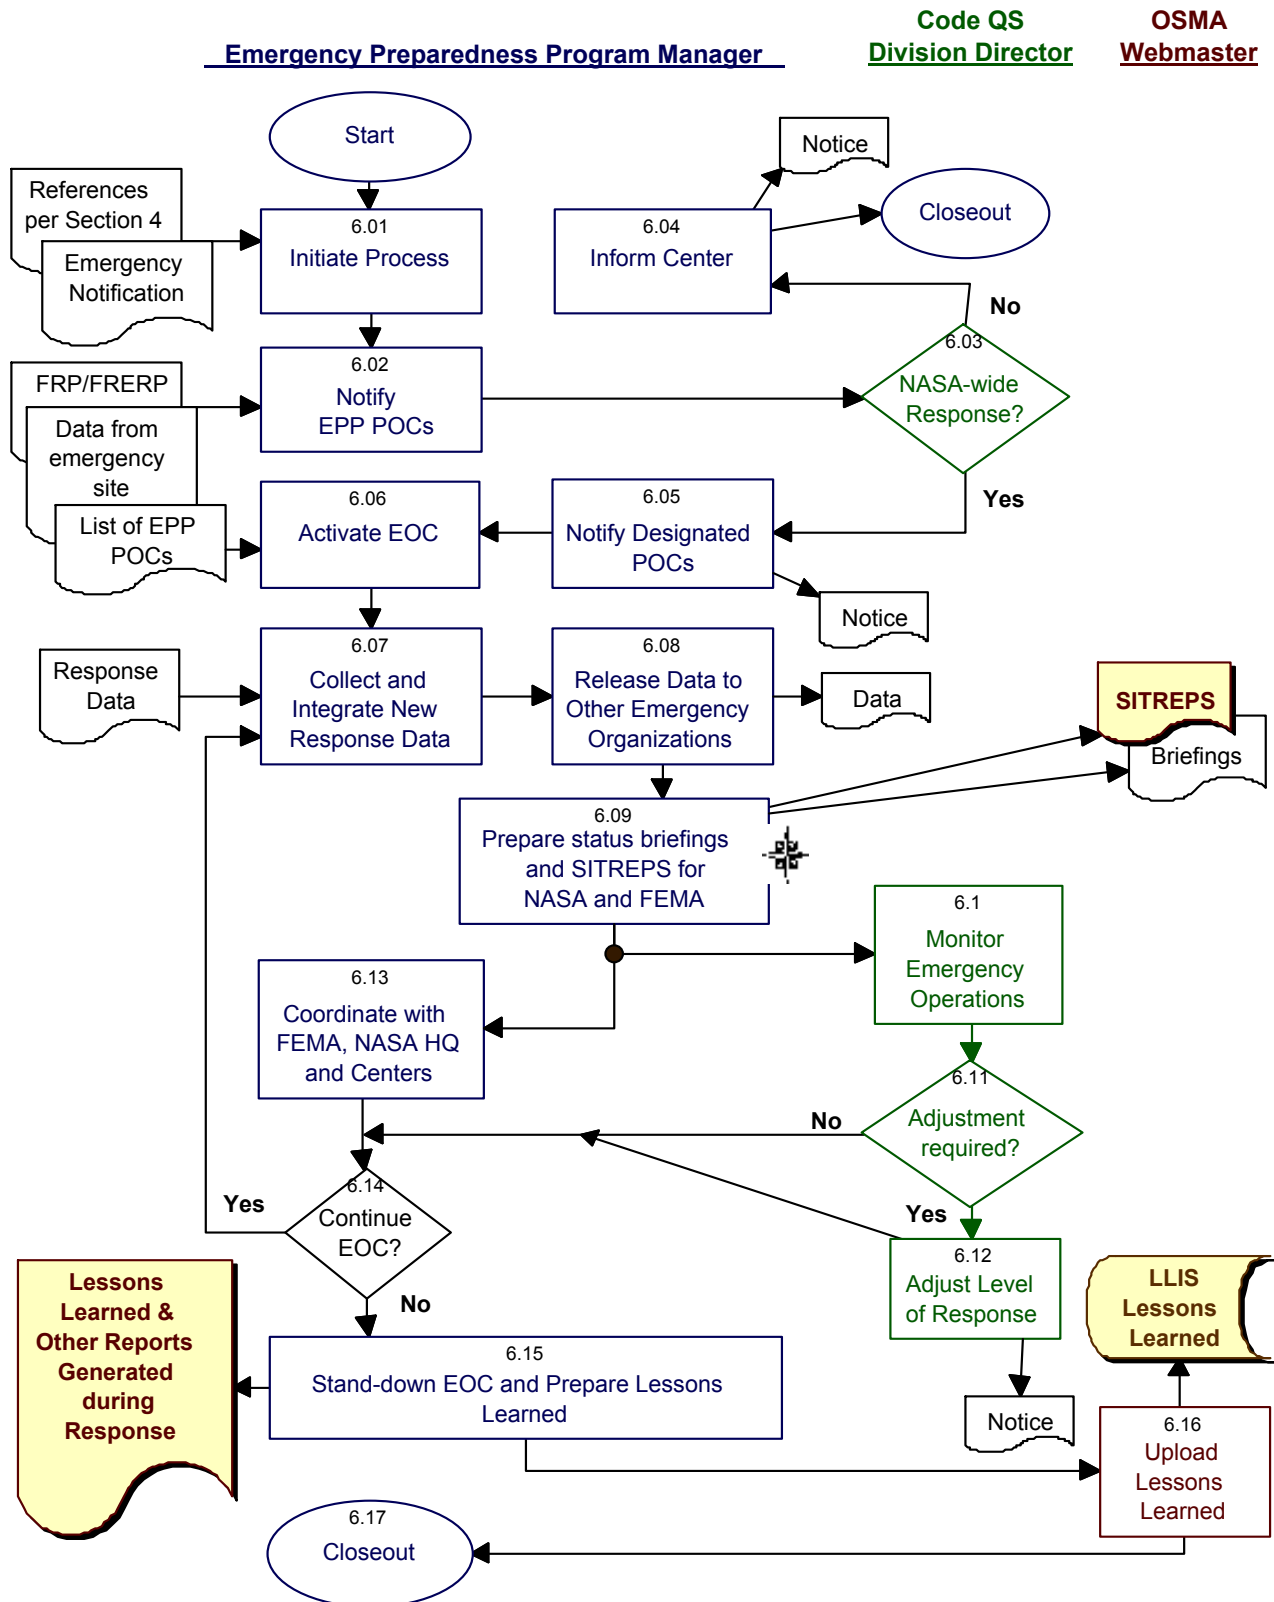 Code QS
Division Director
OSMA
Webmaster
Emergency Preparedness Program Manager
Start
Notice
References
per Section 4
Emergency
Notification
6.01
Initiate Process
6.04
Inform Center
Closeout
No
6.03
NASA-wide
Response?
Yes
FRP/FRERP
Data from
emergency
site
List of EPP
POCs
6.02
Notify
EPP POCs
6.06
Activate EOC
6.05
Notify Designated
POCs
Notice
Response
Data
6.07
Collect and
Integrate New
Response Data
6.08
Release Data to
Other Emergency
Organizations
Data
SITREPS
Briefings
6.09
Prepare status briefings
and SITREPS for
NASA and FEMA
6.1
Monitor
Emergency
Operations
6.13
Coordinate with
FEMA, NASA HQ
and Centers
6.11
Adjustment
required?
No
Yes
6.14
Continue
EOC?
Yes
No
6.12
Adjust Level
of Response
Notice
LLIS
Lessons
Learned
Lessons
Learned &
Other Reports
Generated
during
Response
6.15
Stand-down EOC and Prepare Lessons
Learned
6.16
Upload
Lessons
Learned
6.17
Closeout